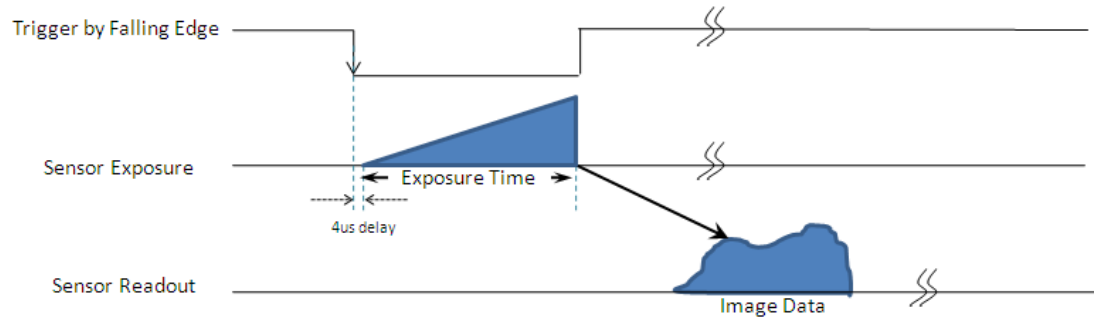 Trigger by Falling Edge
Sensor Exposure
Exposure Time
4us delay
Sensor Readout
Image Data